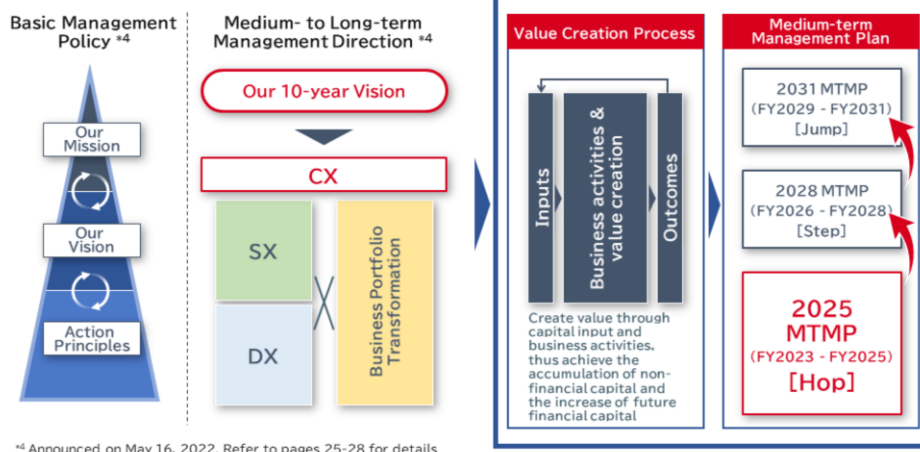 Basic Management
Policy *4
Our
Mission
Our
Vision
Action
Principles
Medium- to Long-term
Management Direction *4
Our 10-year Vision
CX
SX
DX
Business Portfolio
Transformation
Value Creation Process
Inputs
Business activities &
value creation
Outcomes
Create value through
capital input and
business activities,
thus achieve the
accumulation of non-
financial capital and
the increase of future
financial capital
Medium-term
Management Plan
2031 MTMP
(FY2029 - FY2031)
[Jump]
2028 MTMP
(FY2026 - FY2028)
[Step]
2025
MTMP
(FY2023 - FY2025)
[Hop]
*4 Announced on May 16, 2022. Refer to pages 25-28 for details